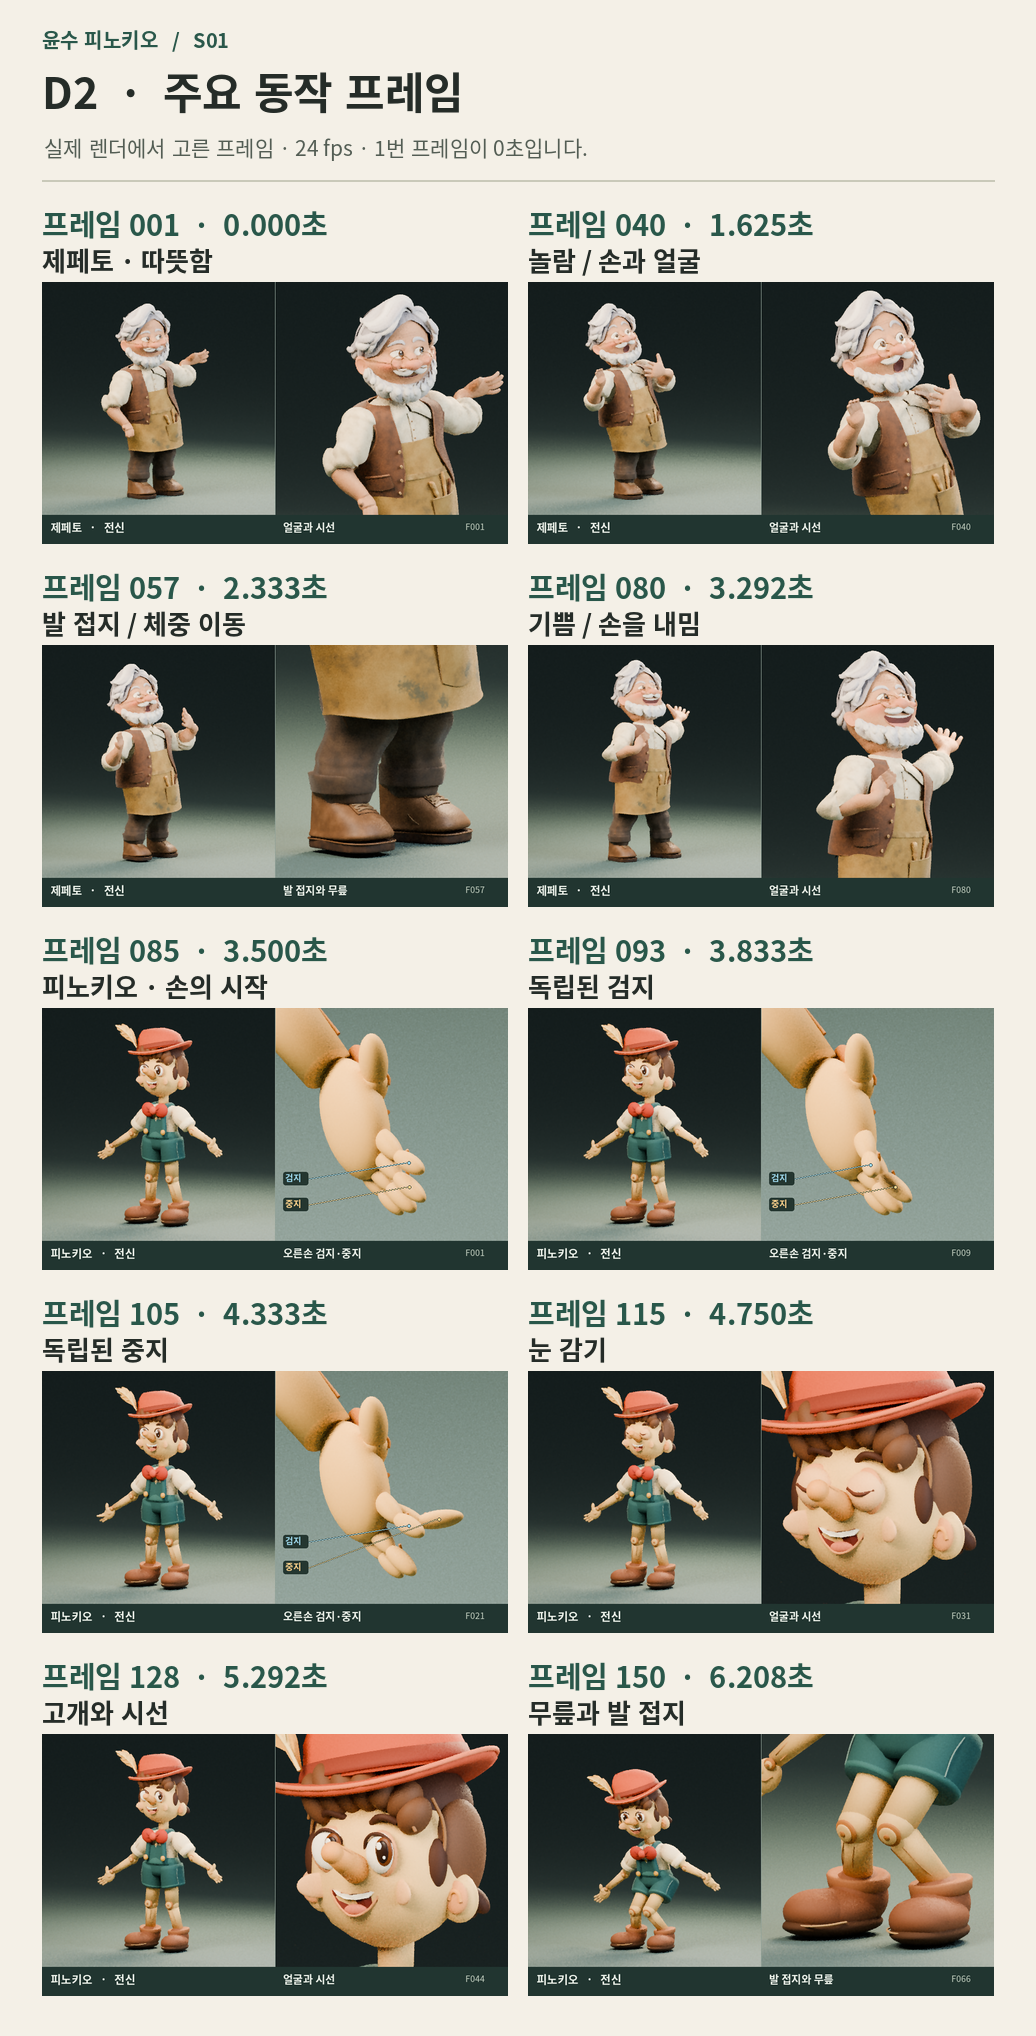 윤수 피노키오 / S01
D2 · 주요 동작 프레임
실제 렌더에서 고른 프레임 · 24 fps · 1번 프레임이 0초입니다.
프레임 001 · 0.000초
제페토 · 따뜻함
제페토 · 전신
얼굴과 시선
F001
프레임 040 · 1.625초
놀람 / 손과 얼굴
제페토 · 전신
얼굴과 시선
F040
프레임 057 · 2.333초
발 접지 / 체중 이동
제페토 · 전신
발 접지와 무릎
F057
프레임 080 · 3.292초
기쁨 / 손을 내밈
제페토 · 전신
얼굴과 시선
F080
프레임 085 · 3.500초
피노키오 · 손의 시작
검지
중지
피노키오 · 전신
오른손 검지·중지
F001
프레임 093 · 3.833초
독립된 검지
검지
중지
피노키오 · 전신
오른손 검지·중지
F009
프레임 105 · 4.333초
독립된 중지
검지
중지
피노키오 · 전신
오른손 검지·중지
F021
프레임 115 · 4.750초
눈 감기
피노키오 · 전신
얼굴과 시선
F031
프레임 128 · 5.292초
고개와 시선
피노키오 · 전신
얼굴과 시선
F044
프레임 150 · 6.208초
무릎과 발 접지
피노키오 · 전신
발 접지와 무릎
F066